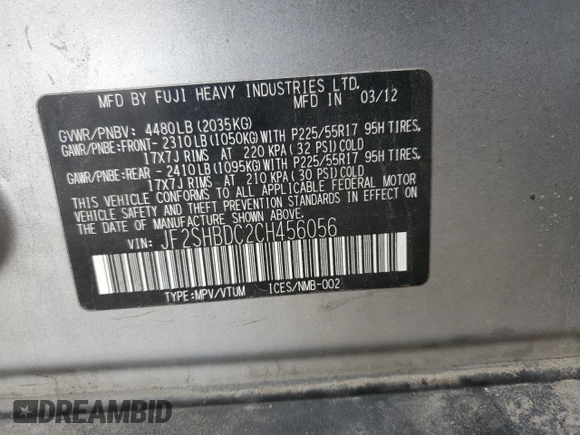 MFD BY FUJI HEAVY INDUSTRIES LTD.
MFD IN 03/12
GVWR/PNBV: 4480LB(2035KG)
GAWR/PNBE:FRONT- 2310LB(1050KG)WITH P225/55R17 95H TIRES,
17X7J RIMS AT 220 KPA(32 PSI)COLD
GAWR/PNBE:REAR - 2410LB(1095KG)WITH P225/55R17 95H TIRES,
17X7J RIMS AT 210 KPA(30 PSI)COLD
THIS VEHICLE CONFORMS TO ALL APPLICABLE FEDERAL MOTOR
VEHICLE SAFETY AND THEFT PREVENTION STANDARDS IN EFFECT ON
THE DATE OF MANUFACTURE SHOWN ABOVE.
VIN: JF2SHBDC2CH456056
TYPE:MPV/VTUM 1CES/NMB-002
DREAMBID